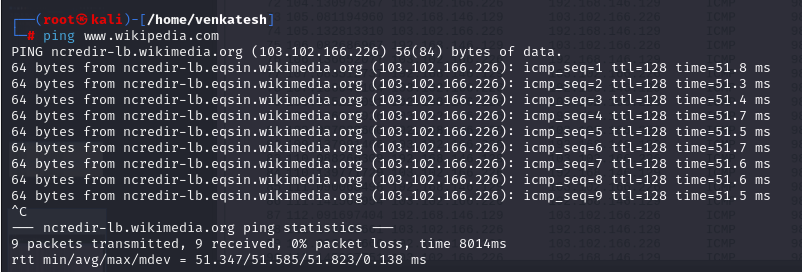 ┌──(root㉿kali)-[/home/venkatesh]
└─# ping www.wikipedia.com
PING ncredir-lb.wikimedia.org (103.102.166.226) 56(84) bytes of data.
64 bytes from ncredir-lb.eqsin.wikimedia.org (103.102.166.226): icmp_seq=1 ttl=128 time=51.8 ms
64 bytes from ncredir-lb.eqsin.wikimedia.org (103.102.166.226): icmp_seq=2 ttl=128 time=51.3 ms
64 bytes from ncredir-lb.eqsin.wikimedia.org (103.102.166.226): icmp_seq=3 ttl=128 time=51.4 ms
64 bytes from ncredir-lb.eqsin.wikimedia.org (103.102.166.226): icmp_seq=4 ttl=128 time=51.7 ms
64 bytes from ncredir-lb.eqsin.wikimedia.org (103.102.166.226): icmp_seq=5 ttl=128 time=51.5 ms
64 bytes from ncredir-lb.eqsin.wikimedia.org (103.102.166.226): icmp_seq=6 ttl=128 time=51.7 ms
64 bytes from ncredir-lb.eqsin.wikimedia.org (103.102.166.226): icmp_seq=7 ttl=128 time=51.6 ms
64 bytes from ncredir-lb.eqsin.wikimedia.org (103.102.166.226): icmp_seq=8 ttl=128 time=51.6 ms
64 bytes from ncredir-lb.eqsin.wikimedia.org (103.102.166.226): icmp_seq=9 ttl=128 time=51.5 ms
^C
--- ncredir-lb.wikimedia.org ping statistics ---
9 packets transmitted, 9 received, 0% packet loss, time 8014ms
rtt min/avg/max/mdev = 51.347/51.585/51.823/0.138 ms